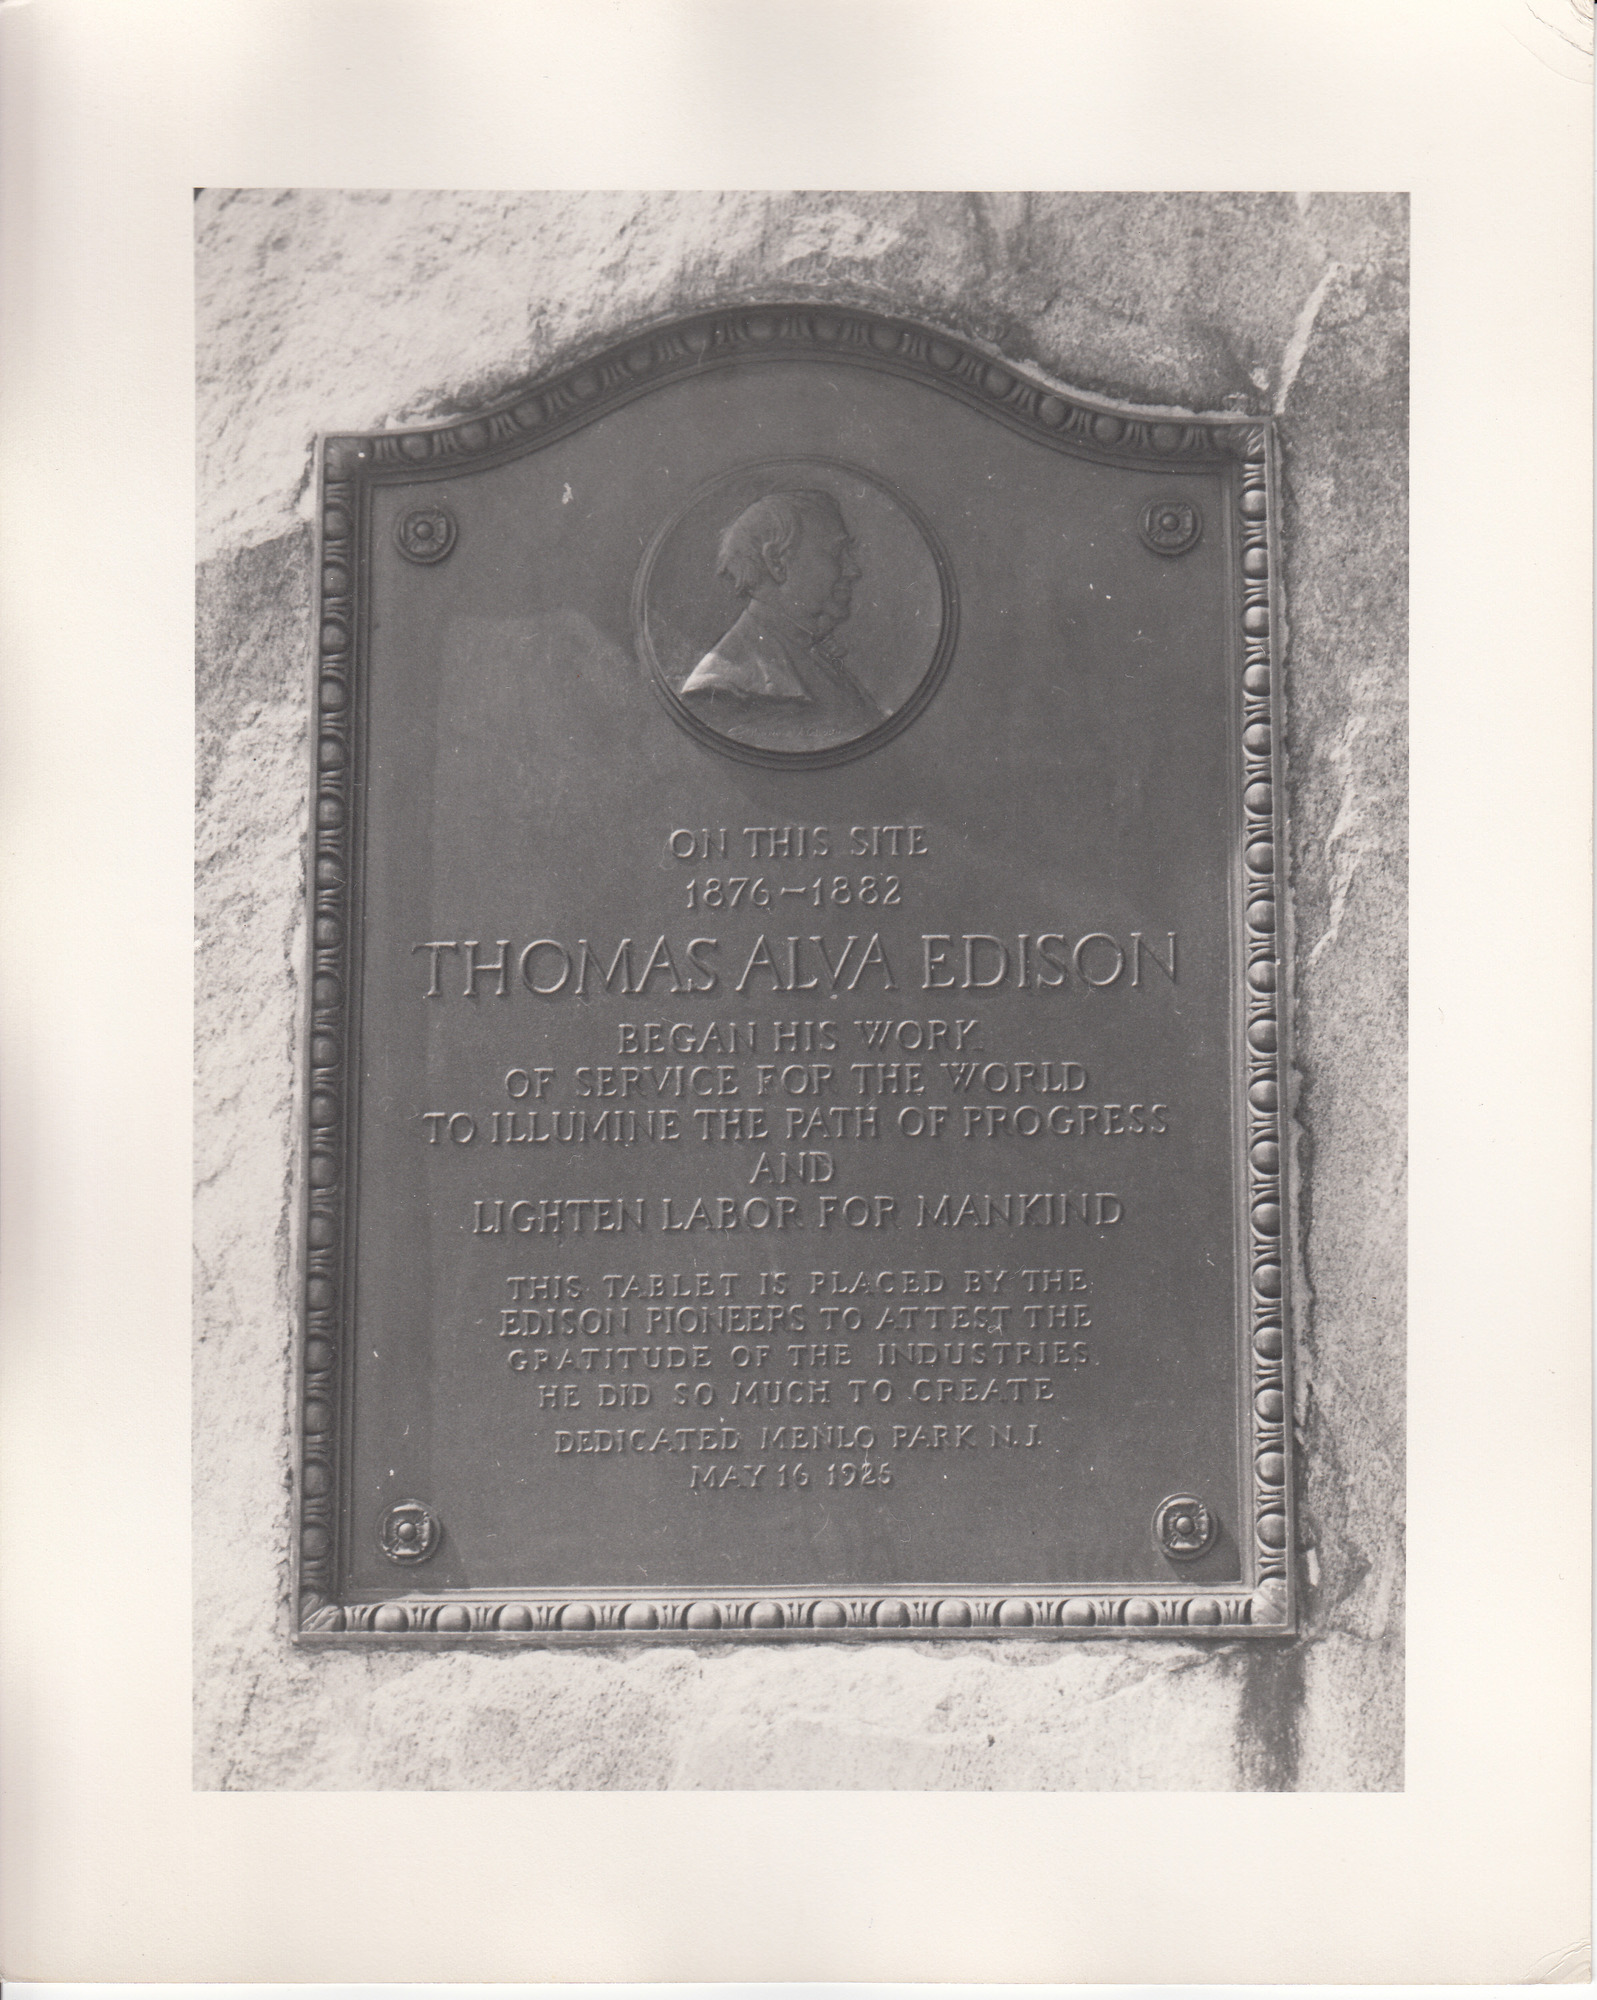 ON THIS SITE
1876–1882
THOMAS ALVA EDISON
BEGAN HIS WORK
OF SERVICE FOR THE WORLD
TO ILLUMINE THE PATH OF PROGRESS
AND
LIGHTEN LABOR FOR MANKIND
THIS TABLET IS PLACED BY THE
EDISON PIONEERS TO ATTEST THE
GRATITUDE OF THE INDUSTRIES
HE DID SO MUCH TO CREATE
DEDICATED MENLO PARK N.J.
MAY 16 1925